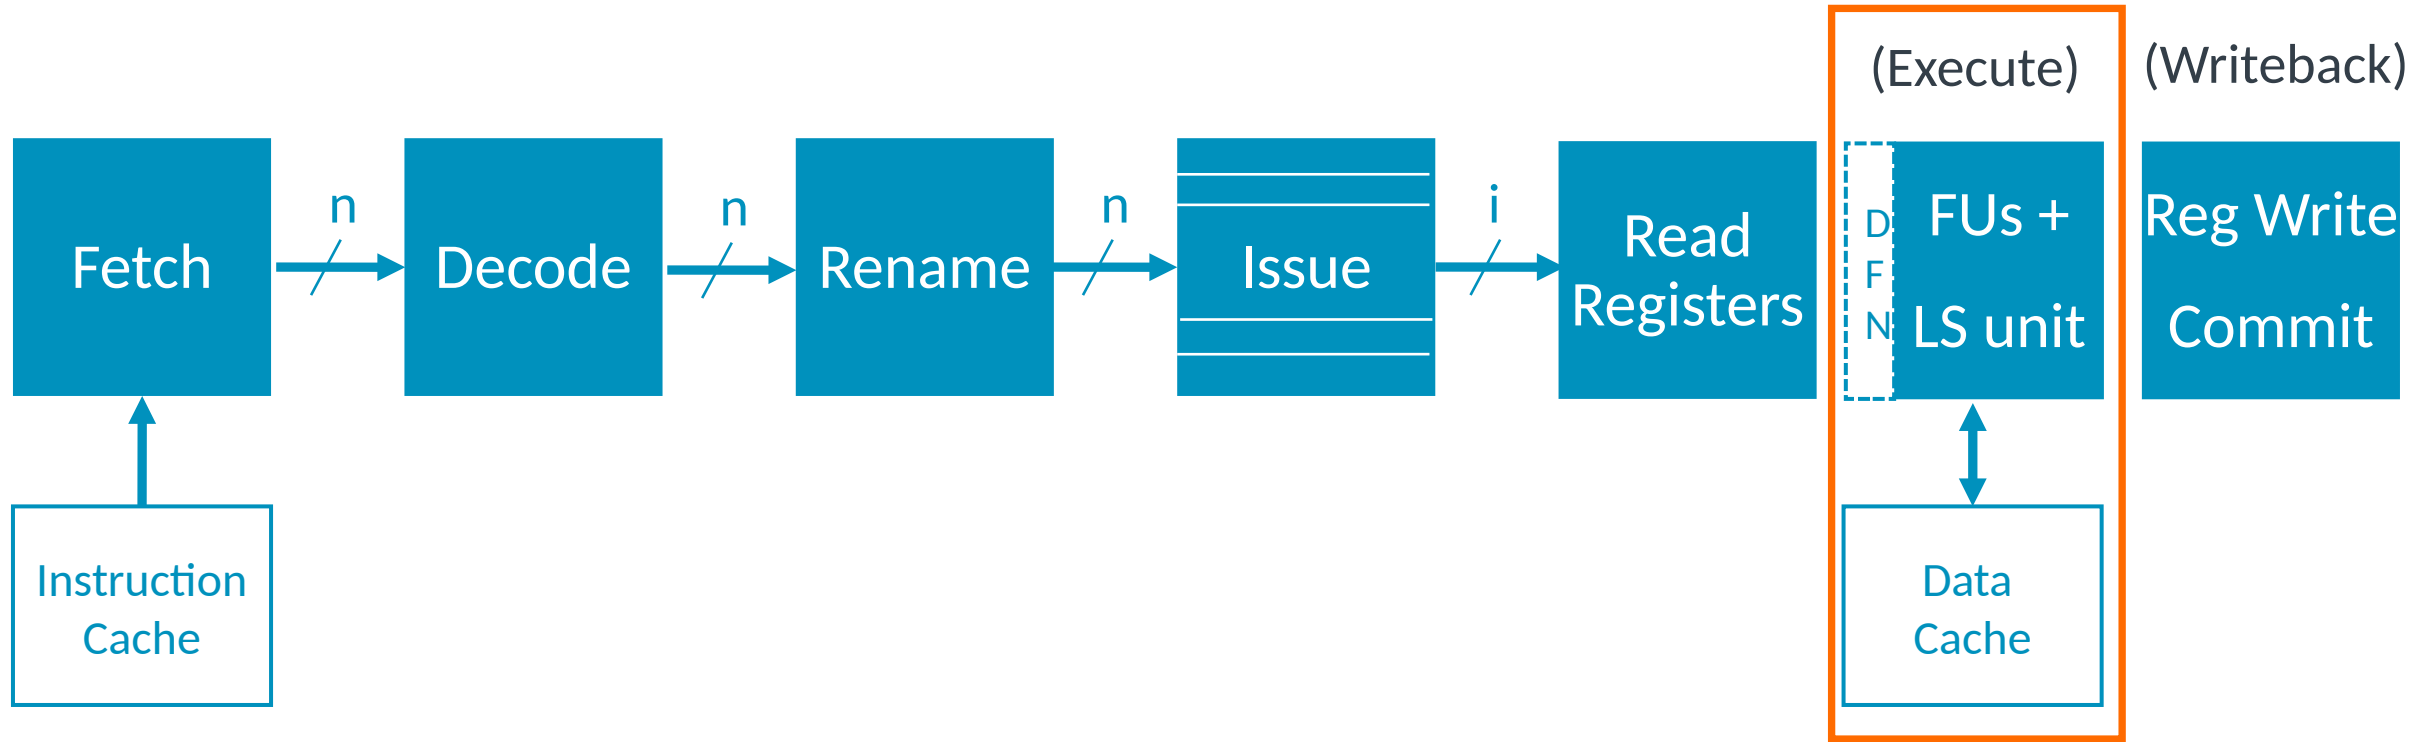 (Execute)
(Writeback)
Fetch
n
Decode
n
Rename
n
Issue
i
Read
Registers
D
F
N
FUs +
LS unit
Reg Write
Commit
Instruction
Cache
Data
Cache